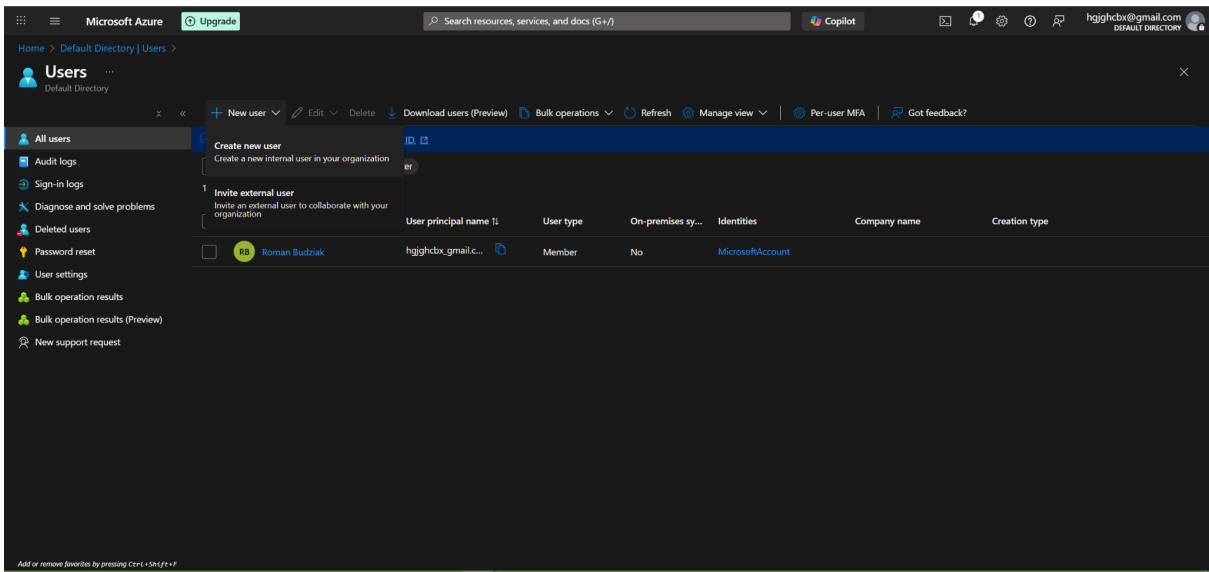 Microsoft Azure
Upgrade
Search resources, services, and docs (G+/)
Copilot
1
hgjghcbx@gmail.com
DEFAULT DIRECTORY
Home > Default Directory | Users >
Users ...
Default Directory
New user
Edit
Delete
Download users (Preview)
Bulk operations
Refresh
Manage view
Per-user MFA
Got feedback?
All users
Audit logs
Sign-in logs
Diagnose and solve problems
Deleted users
Password reset
User settings
Bulk operation results
Bulk operation results (Preview)
New support request
Create new user
Create a new internal user in your organization
Invite external user
Invite an external user to collaborate with your
organization
ID.
er
1
User principal name
User type
On-premises sy...
Identities
Company name
Creation type
RB
Roman Budziak
hgjghcbx_gmail.c...
Member
No
MicrosoftAccount
Add or remove favorites by pressing Ctrl+Shift+F